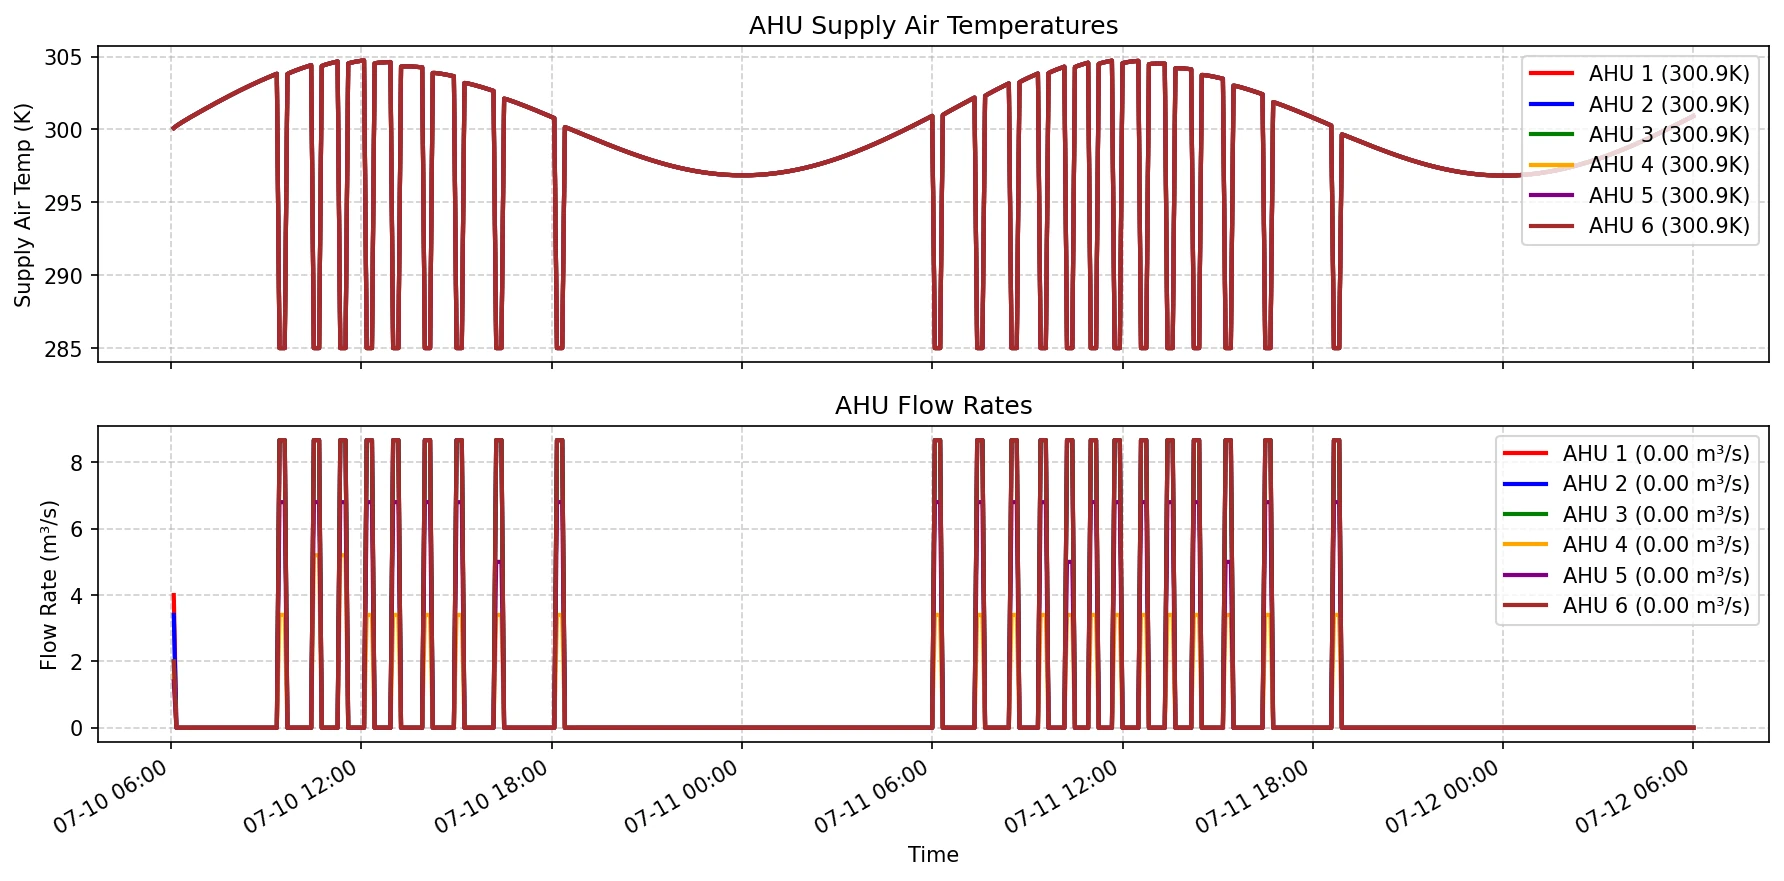 AHU Supply Air Temperatures
Supply Air Temp (K)
305
300
295
290
285
AHU 1 (300.9K)
AHU 2 (300.9K)
AHU 3 (300.9K)
AHU 4 (300.9K)
AHU 5 (300.9K)
AHU 6 (300.9K)
AHU Flow Rates
Flow Rate (m³/s)
8
6
4
2
0
AHU 1 (0.00 m³/s)
AHU 2 (0.00 m³/s)
AHU 3 (0.00 m³/s)
AHU 4 (0.00 m³/s)
AHU 5 (0.00 m³/s)
AHU 6 (0.00 m³/s)
07-10 06:00
07-10 12:00
07-10 18:00
07-11 00:00
07-11 06:00
07-11 12:00
07-11 18:00
07-12 00:00
07-12 06:00
Time